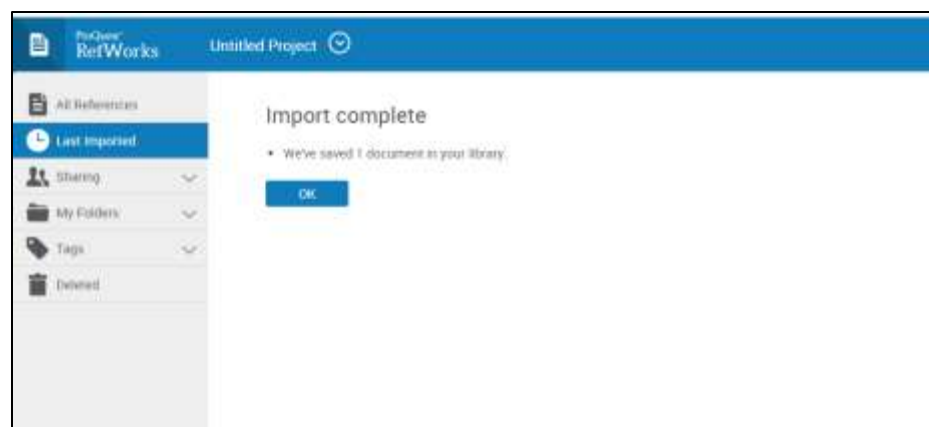 ProQuest
RefWorks
Untitled Project
All References
Last Imported
Sharing
My Folders
Tags
Deleted
Import complete
• We've saved 1 document in your library.
OK